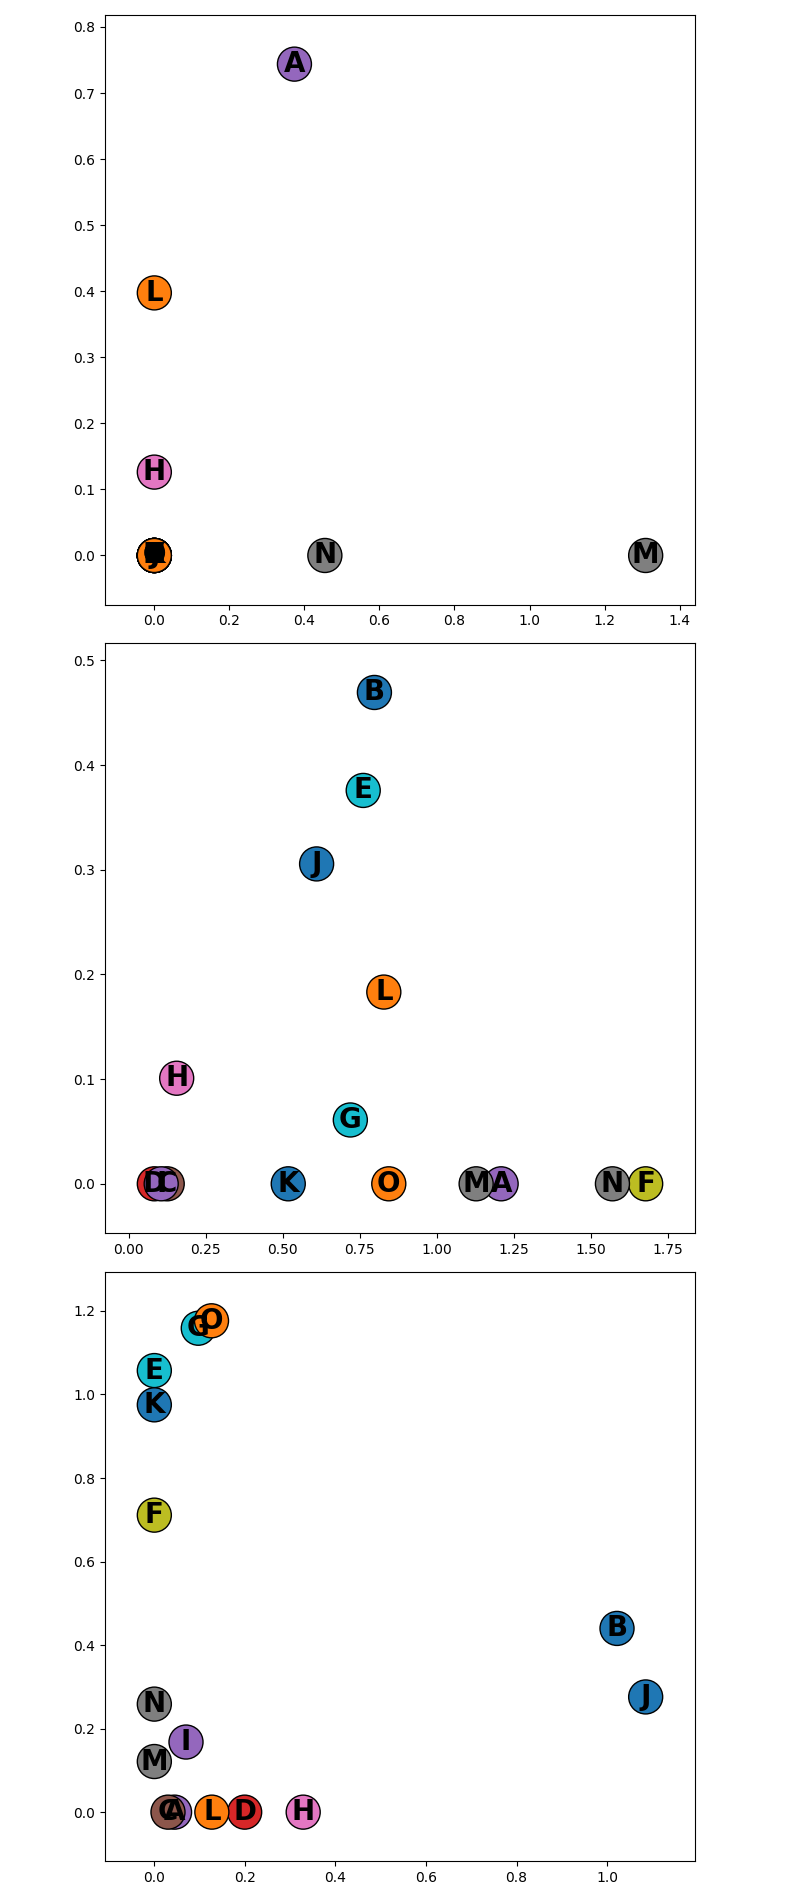 0.8
A
0.7
0.6
0.5
L
0.4
0.3
0.2
H
0.1
0.0 J N M
0.0 0.2 0.4 0.6 0.8 1.0 1.2 1.4
0.5
B
0.4
E
J
0.3
0.2
L
0.1
H
G
0.0 D I C K O M A N F
0.00 0.25 0.50 0.75 1.00 1.25 1.50 1.75
1.2
G O
E
1.0
K
0.8
F
0.6
B
0.4
J
N
0.2
I
M
0.0 C A L D H
0.0 0.2 0.4 0.6 0.8 1.0